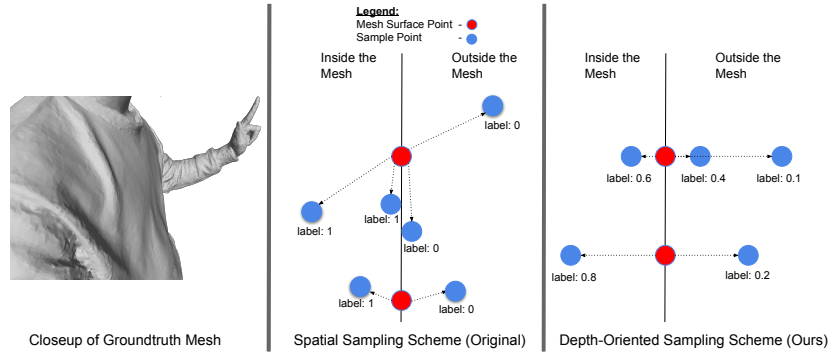 Legend:
Mesh Surface Point -
Sample Point -
Inside the
Mesh
Outside the
Mesh
label: 0
label: 1
label: 1
label: 0
label: 1
label: 0
Inside the
Mesh
Outside the
Mesh
label: 0.6
label: 0.4
label: 0.1
label: 0.8
label: 0.2
Closeup of Groundtruth Mesh
Spatial Sampling Scheme (Original)
Depth-Oriented Sampling Scheme (Ours)